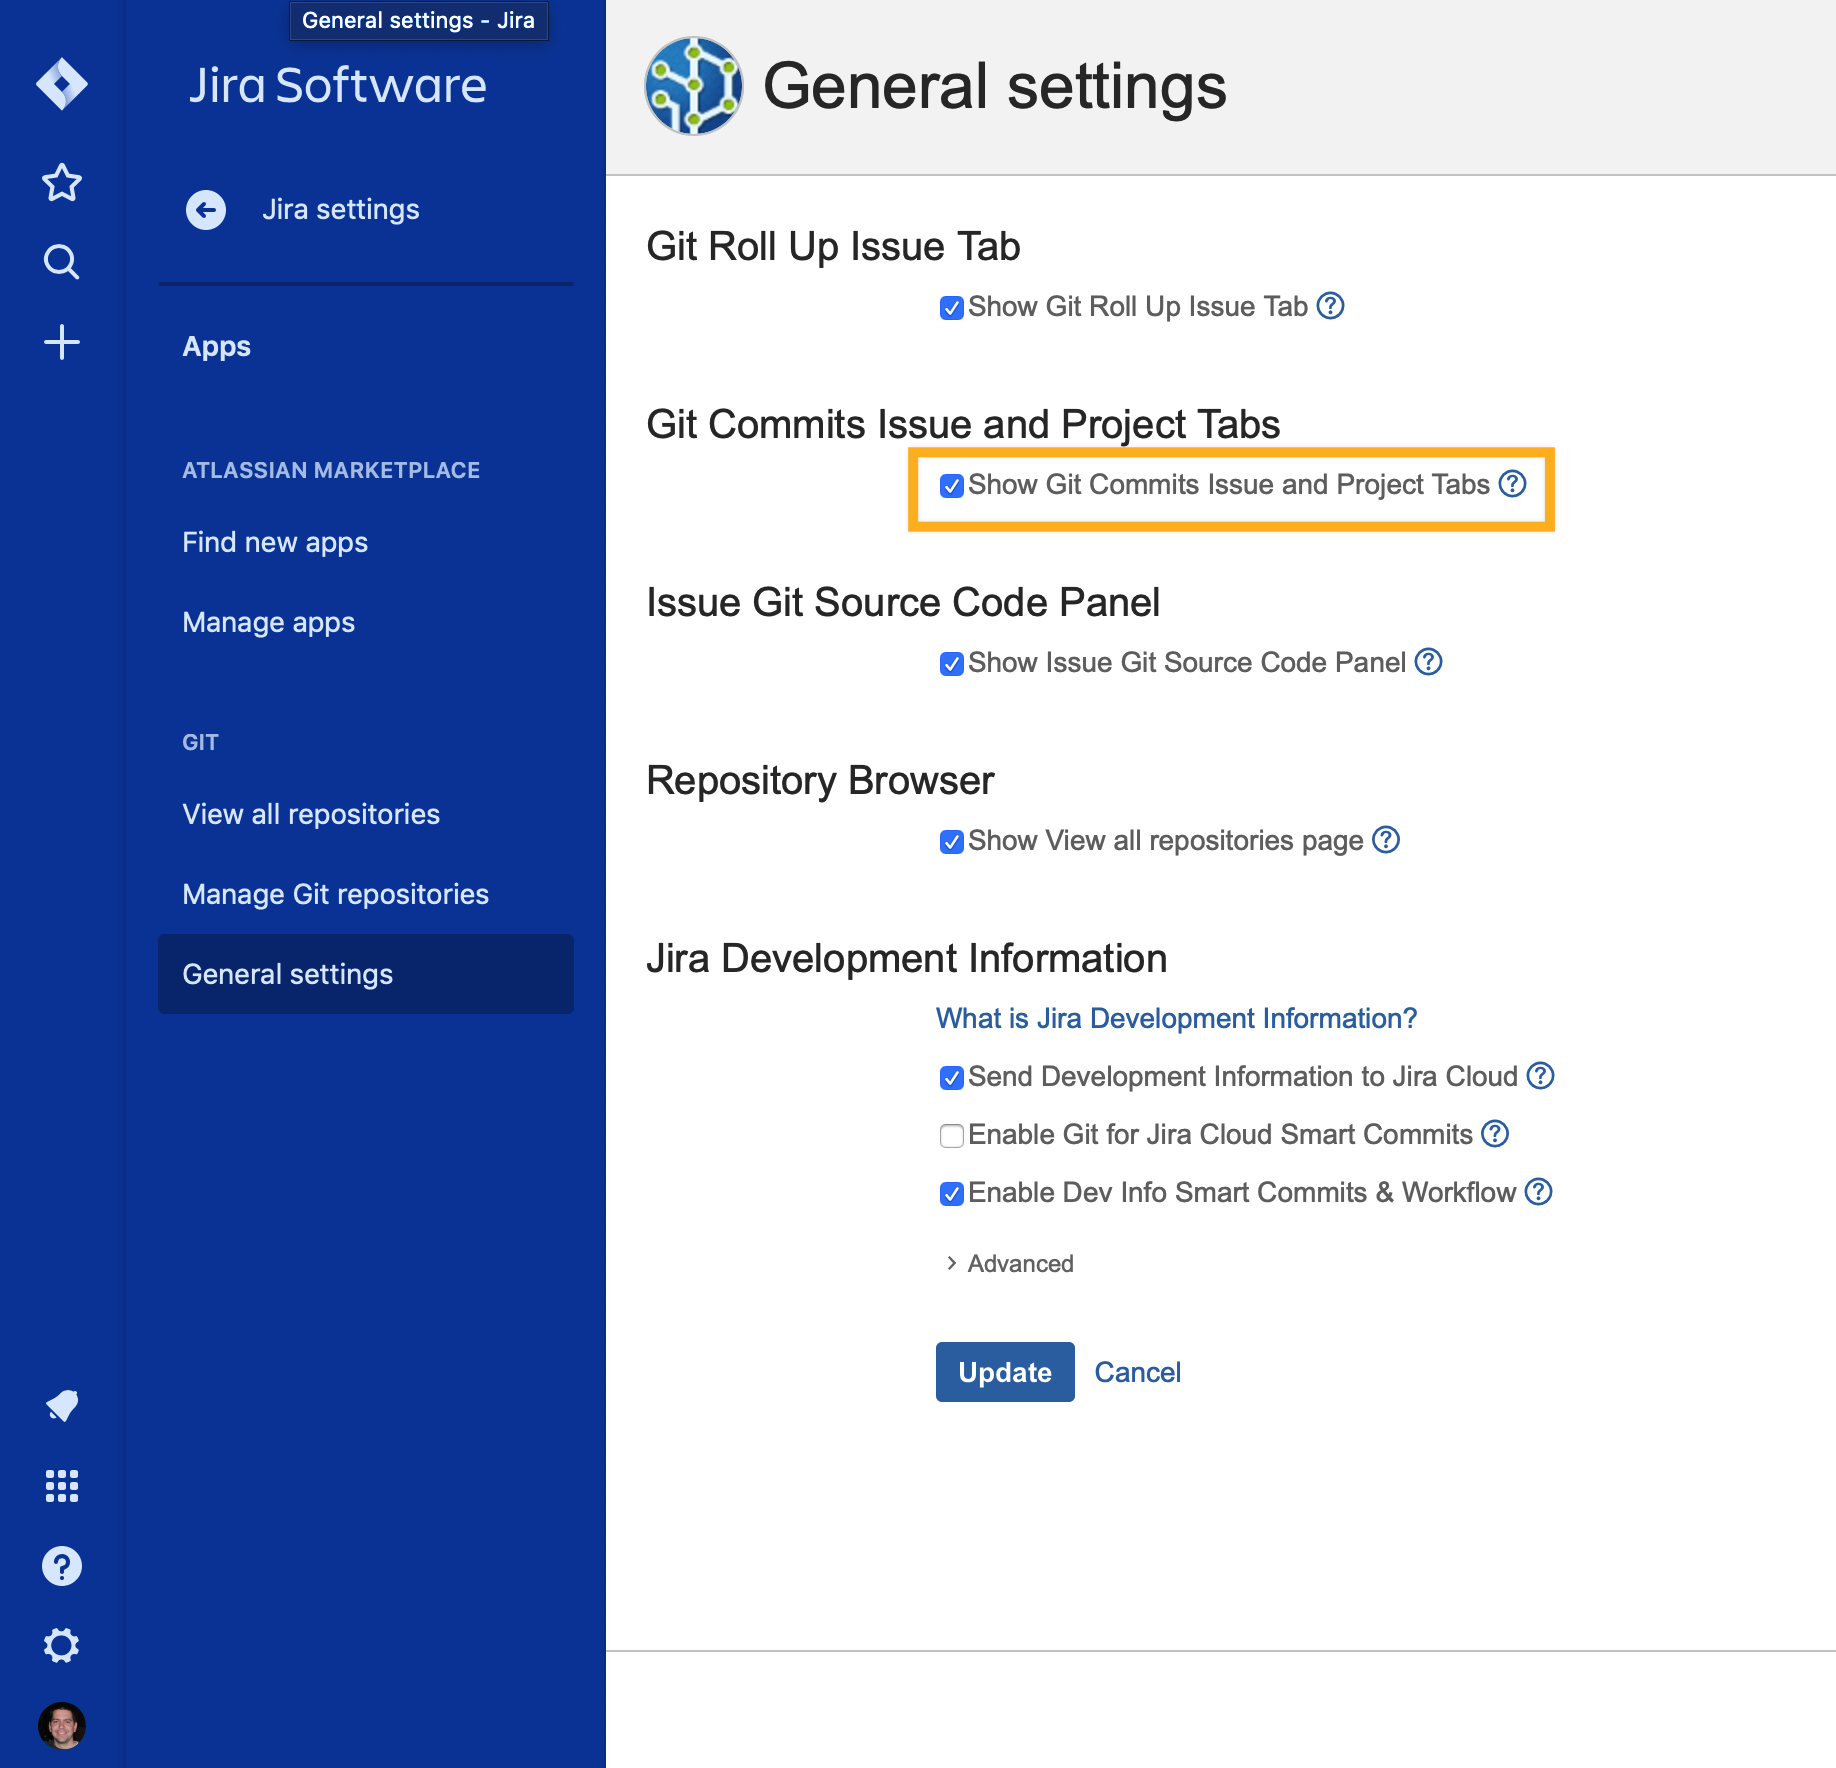 General settings - Jira
Jira Software
Jira settings
Apps
ATLASSIAN MARKETPLACE
Find new apps
Manage apps
GIT
View all repositories
Manage Git repositories
General settings
General settings
Git Roll Up Issue Tab
Show Git Roll Up Issue Tab
Git Commits Issue and Project Tabs
Show Git Commits Issue and Project Tabs
Issue Git Source Code Panel
Show Issue Git Source Code Panel
Repository Browser
Show View all repositories page
Jira Development Information
What is Jira Development Information?
Send Development Information to Jira Cloud
Enable Git for Jira Cloud Smart Commits
Enable Dev Info Smart Commits & Workflow
Advanced
Update Cancel